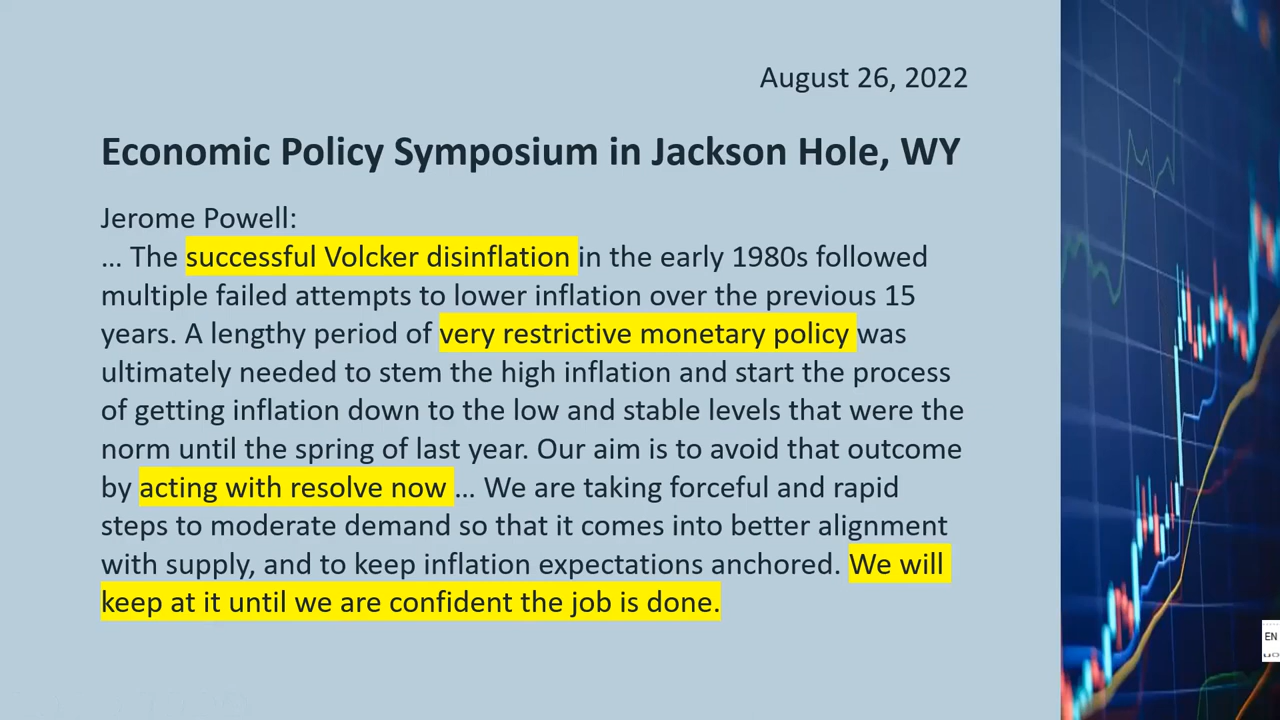 August 26, 2022
Economic Policy Symposium in Jackson Hole, WY
Jerome Powell:
... The successful Volcker disinflation in the early 1980s followed
multiple failed attempts to lower inflation over the previous 15
years. A lengthy period of very restrictive monetary policy was
ultimately needed to stem the high inflation and start the process
of getting inflation down to the low and stable levels that were the
norm until the spring of last year. Our aim is to avoid that outcome
by acting with resolve now ... We are taking forceful and rapid
steps to moderate demand so that it comes into better alignment
with supply, and to keep inflation expectations anchored. We will
keep at it until we are confident the job is done.
EN